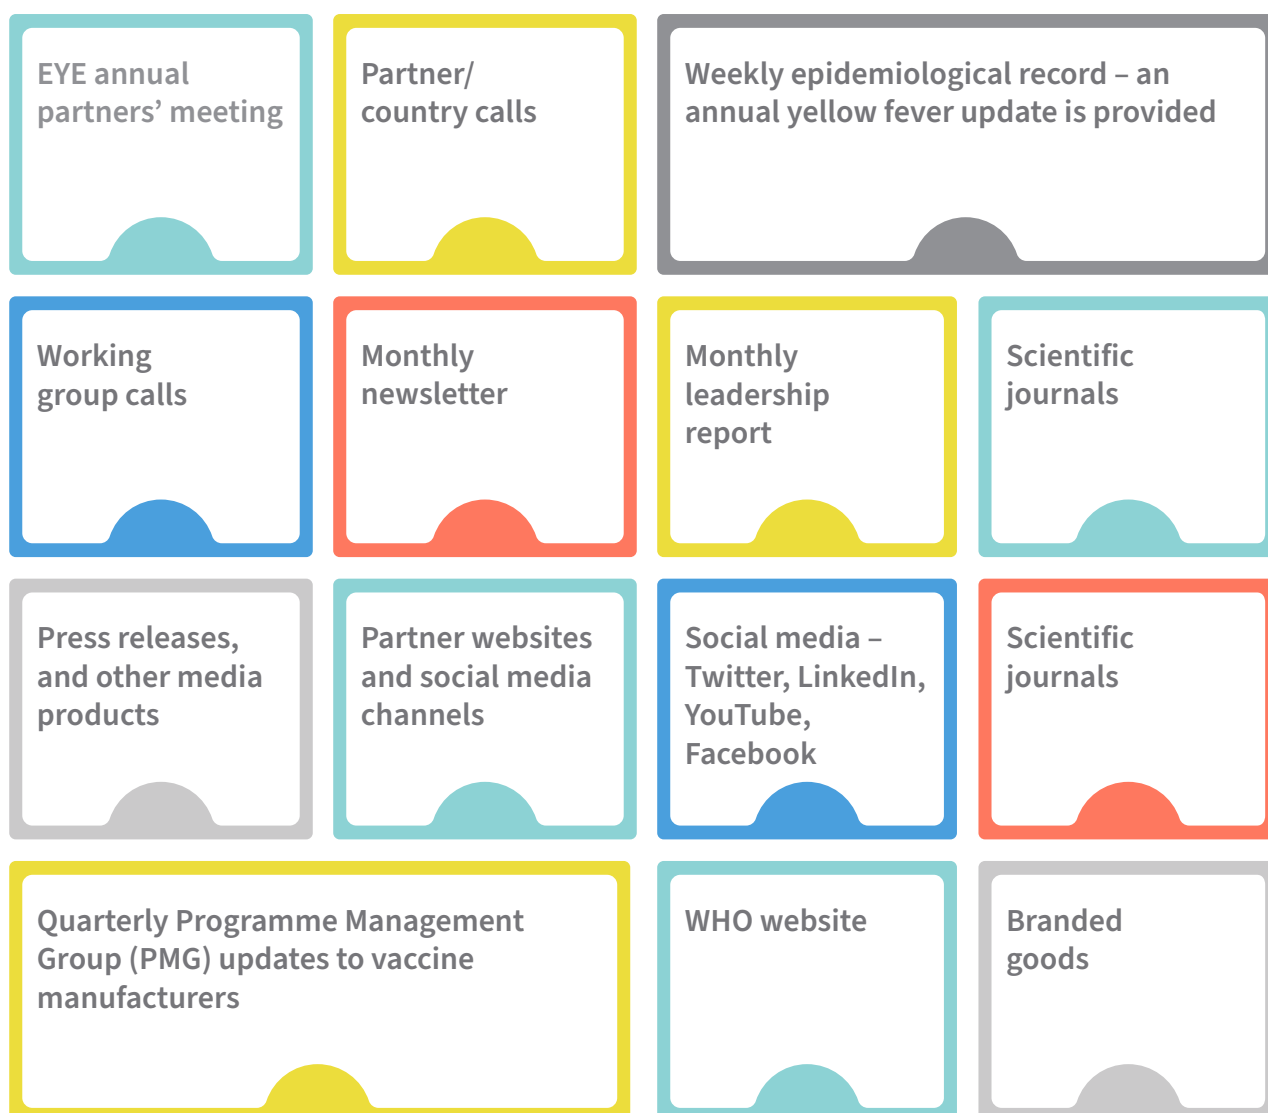 EYE annual
partners’ meeting
Partner/
country calls
Weekly epidemiological record – an
annual yellow fever update is provided
Working
group calls
Monthly
newsletter
Monthly
leadership
report
Scientific
journals
Press releases,
and other media
products
Partner websites
and social media
channels
Social media –
Twitter, LinkedIn,
YouTube,
Facebook
Scientific
journals
Quarterly Programme Management
Group (PMG) updates to vaccine
manufacturers
WHO website
Branded
goods